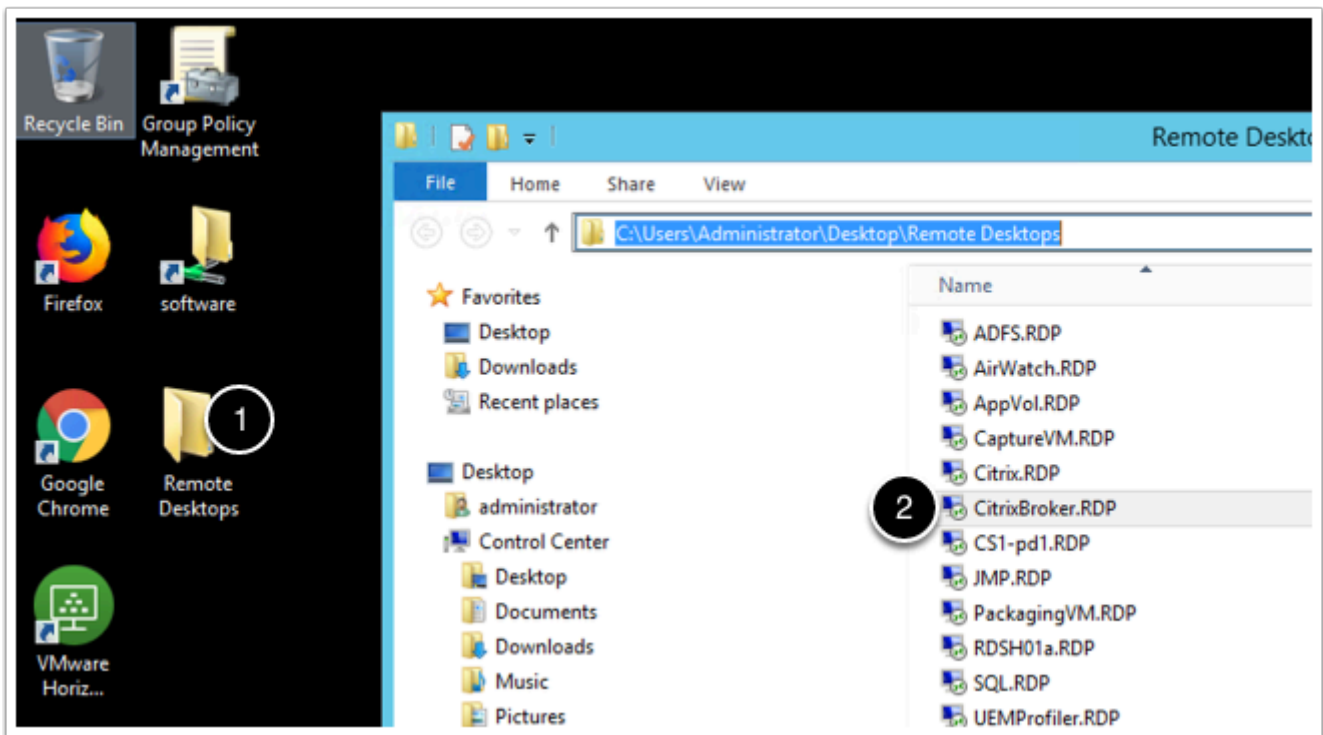 Recycle Bin
Group Policy
Management
Firefox
software
1
Google
Chrome
Remote
Desktops
VMware
Horiz...
Remote Deskt
File Home Share View
C:\Users\Administrator\Desktop\Remote Desktops
Favorites
Desktop
Downloads
Recent places
Desktop
administrator
Control Center
Desktop
Documents
Downloads
Music
Pictures
Name
ADFS.RDP
AirWatch.RDP
AppVol.RDP
CaptureVM.RDP
Citrix.RDP
2
CitrixBroker.RDP
CS1-pd1.RDP
JMP.RDP
PackagingVM.RDP
RDSH01a.RDP
SQL.RDP
UEMProfiler.RDP